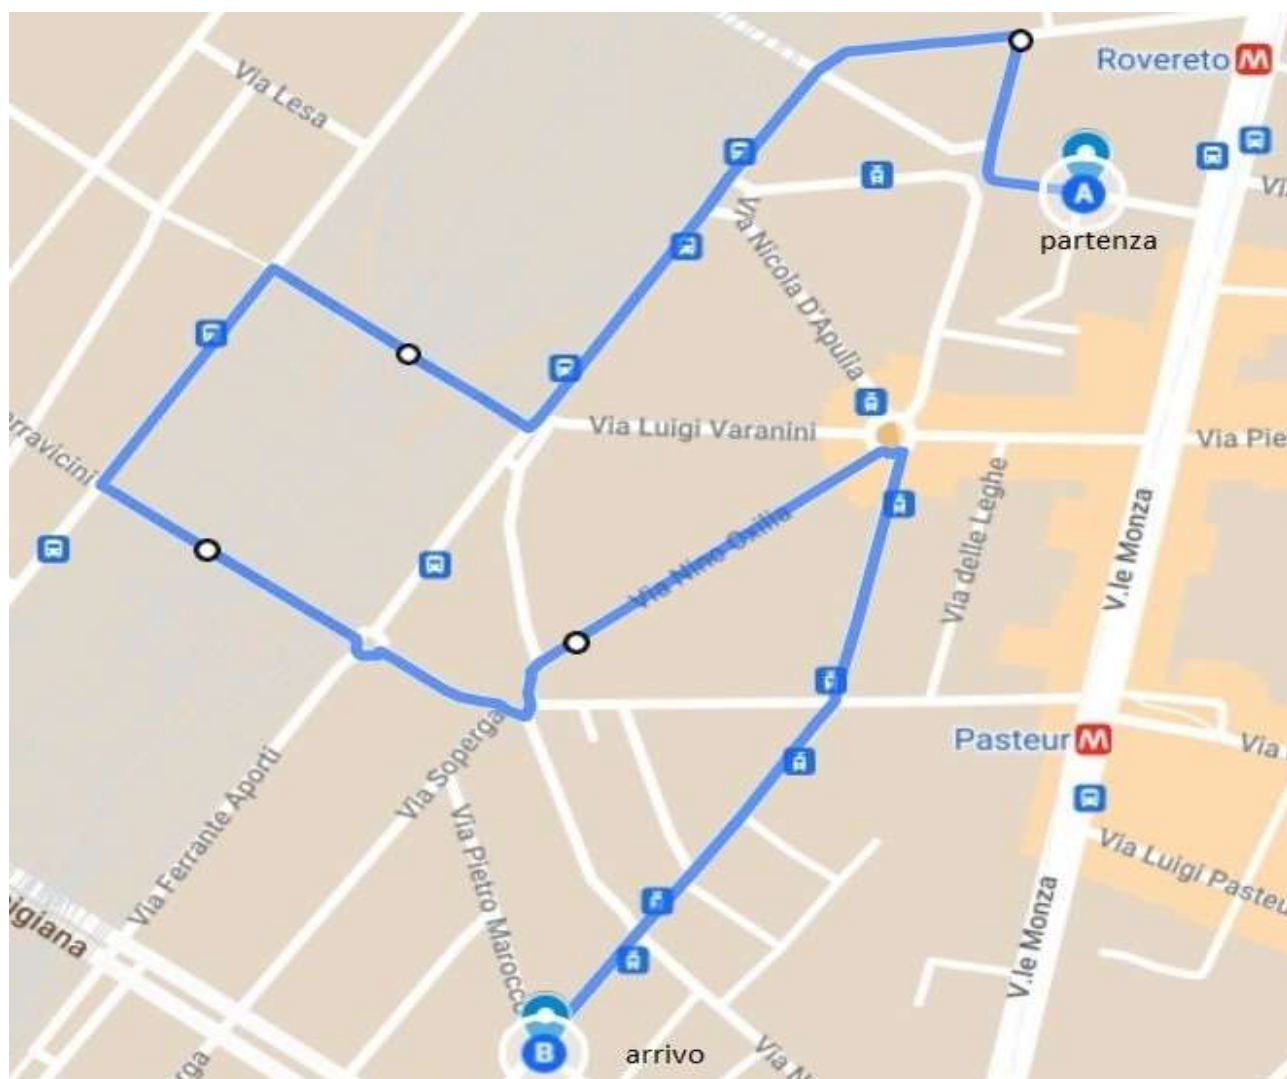 Rovereto M
Via Lesa
A
partenza
Via Nicola D'Apulia
Via Luigi Varanini
Via Pie
Via delle Leghe
V.le Monza
Via Nino Oxilia
Pasteur M
Via Soperga
Via Ferrante Aporti
Via Pietro Marocco
Via Luigi Pasteu
V.le Monza
B
arrivo